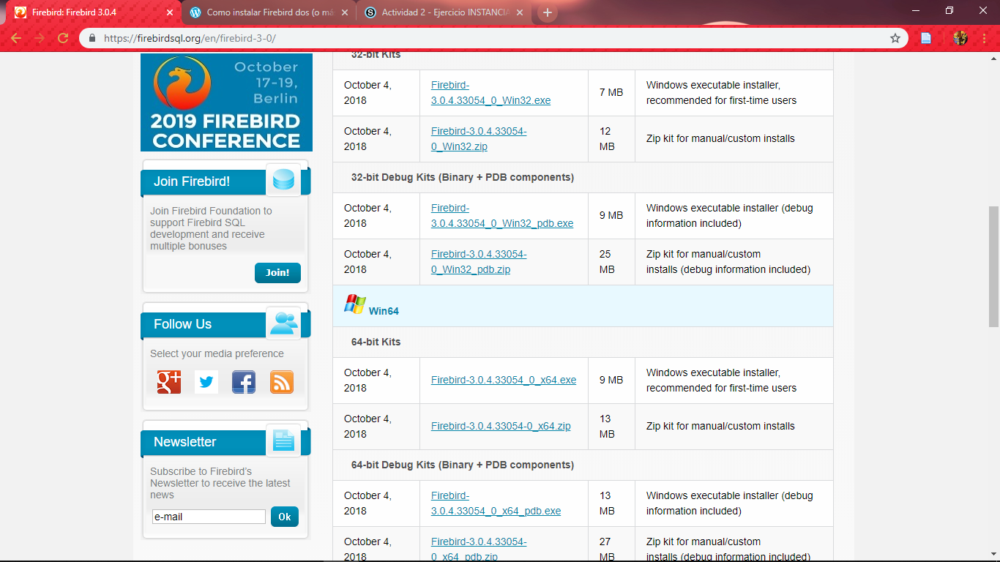 Firebird: Firebird 3.0.4
Como instalar Firebird dos (o má
Actividad 2 - Ejercicio INSTANCIA
https://firebirdsql.org/en/firebird-3-0/
October
17-19,
Berlin
2019 FIREBIRD
CONFERENCE
Join Firebird!
Join Firebird Foundation to
support Firebird SQL
development and receive
multiple bonuses
Join!
Follow Us
Select your media preference
g+
f
Newsletter
Subscribe to Firebird's
Newsletter to receive the latest
news
e-mail
Ok
32-bit Kits
October 4,
2018
Firebird-
3.0.4.33054_0_Win32.exe
7 MB
Windows executable installer,
recommended for first-time users
October 4,
2018
Firebird-3.0.4.33054-
0_Win32.zip
12
MB
Zip kit for manual/custom installs
32-bit Debug Kits (Binary + PDB components)
October 4,
2018
Firebird-
3.0.4.33054_0_Win32_pdb.exe
9 MB
Windows executable installer (debug
information included)
October 4,
2018
Firebird-3.0.4.33054-
0_Win32_pdb.zip
25
MB
Zip kit for manual/custom
installs (debug information included)
Win64
64-bit Kits
October 4,
2018
Firebird-3.0.4.33054_0_x64.exe
9 MB
Windows executable installer,
recommended for first-time users
October 4,
2018
Firebird-3.0.4.33054-0_x64.zip
13
MB
Zip kit for manual/custom installs
64-bit Debug Kits (Binary + PDB components)
October 4,
2018
Firebird-
3.0.4.33054_0_x64_pdb.exe
13
MB
Windows executable installer (debug
information included)
October 4,
2018
Firebird-3.0.4.33054-
0_x64_pdb.zip
27
MB
Zip kit for manual/custom
installs (debug information included)